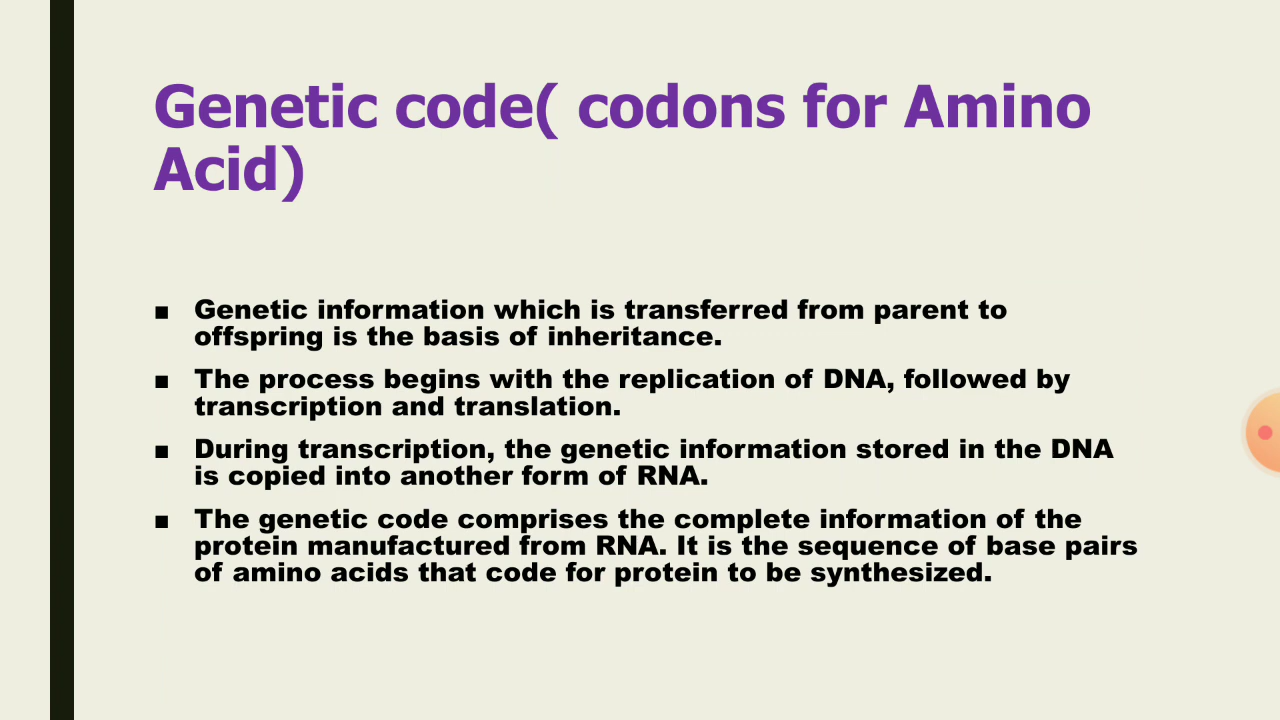 Genetic code( codons for Amino
Acid)
▪ Genetic information which is transferred from parent to
offspring is the basis of inheritance.
▪ The process begins with the replication of DNA, followed by
transcription and translation.
▪ During transcription, the genetic information stored in the DNA
is copied into another form of RNA.
▪ The genetic code comprises the complete information of the
protein manufactured from RNA. It is the sequence of base pairs
of amino acids that code for protein to be synthesized.